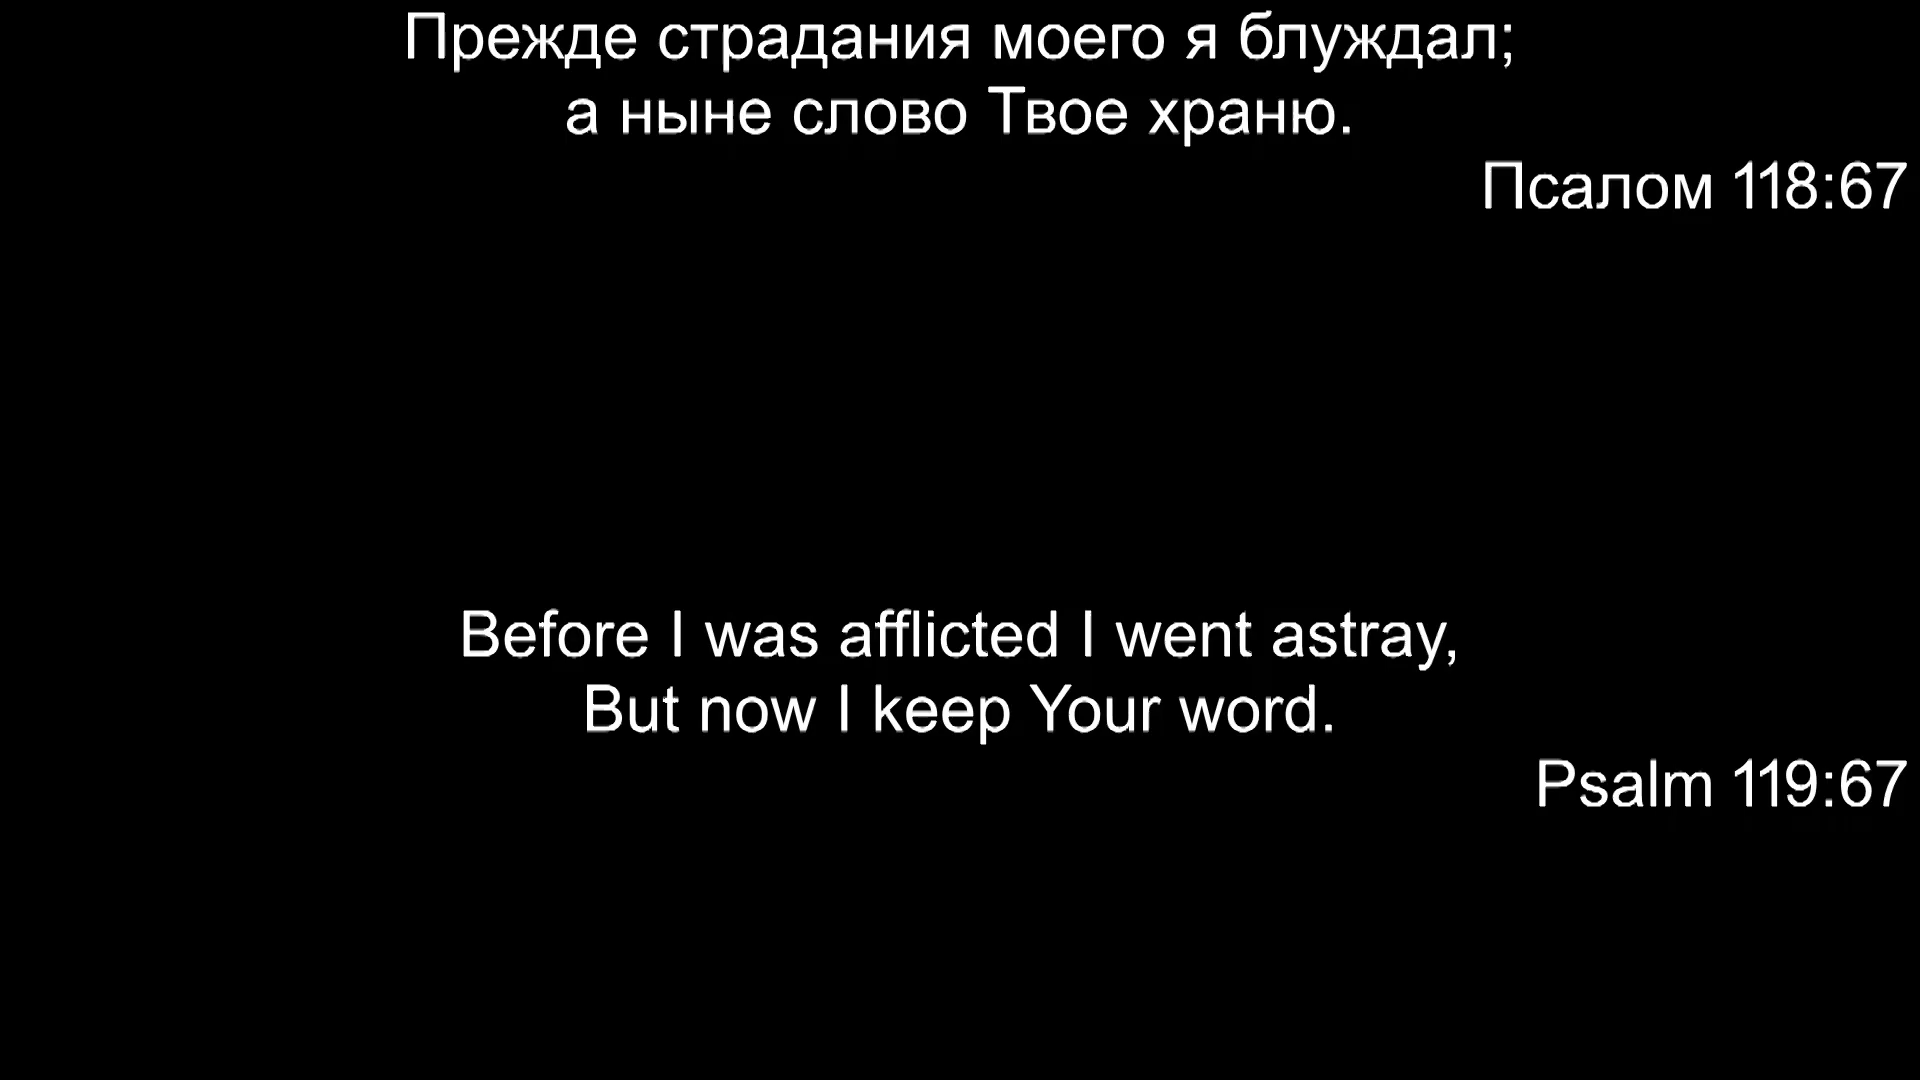 Прежде страдания моего я блуждал;
а ныне слово Твое храню.
Псалом 118:67
Before I was afflicted I went astray,
But now I keep Your word.
Psalm 119:67